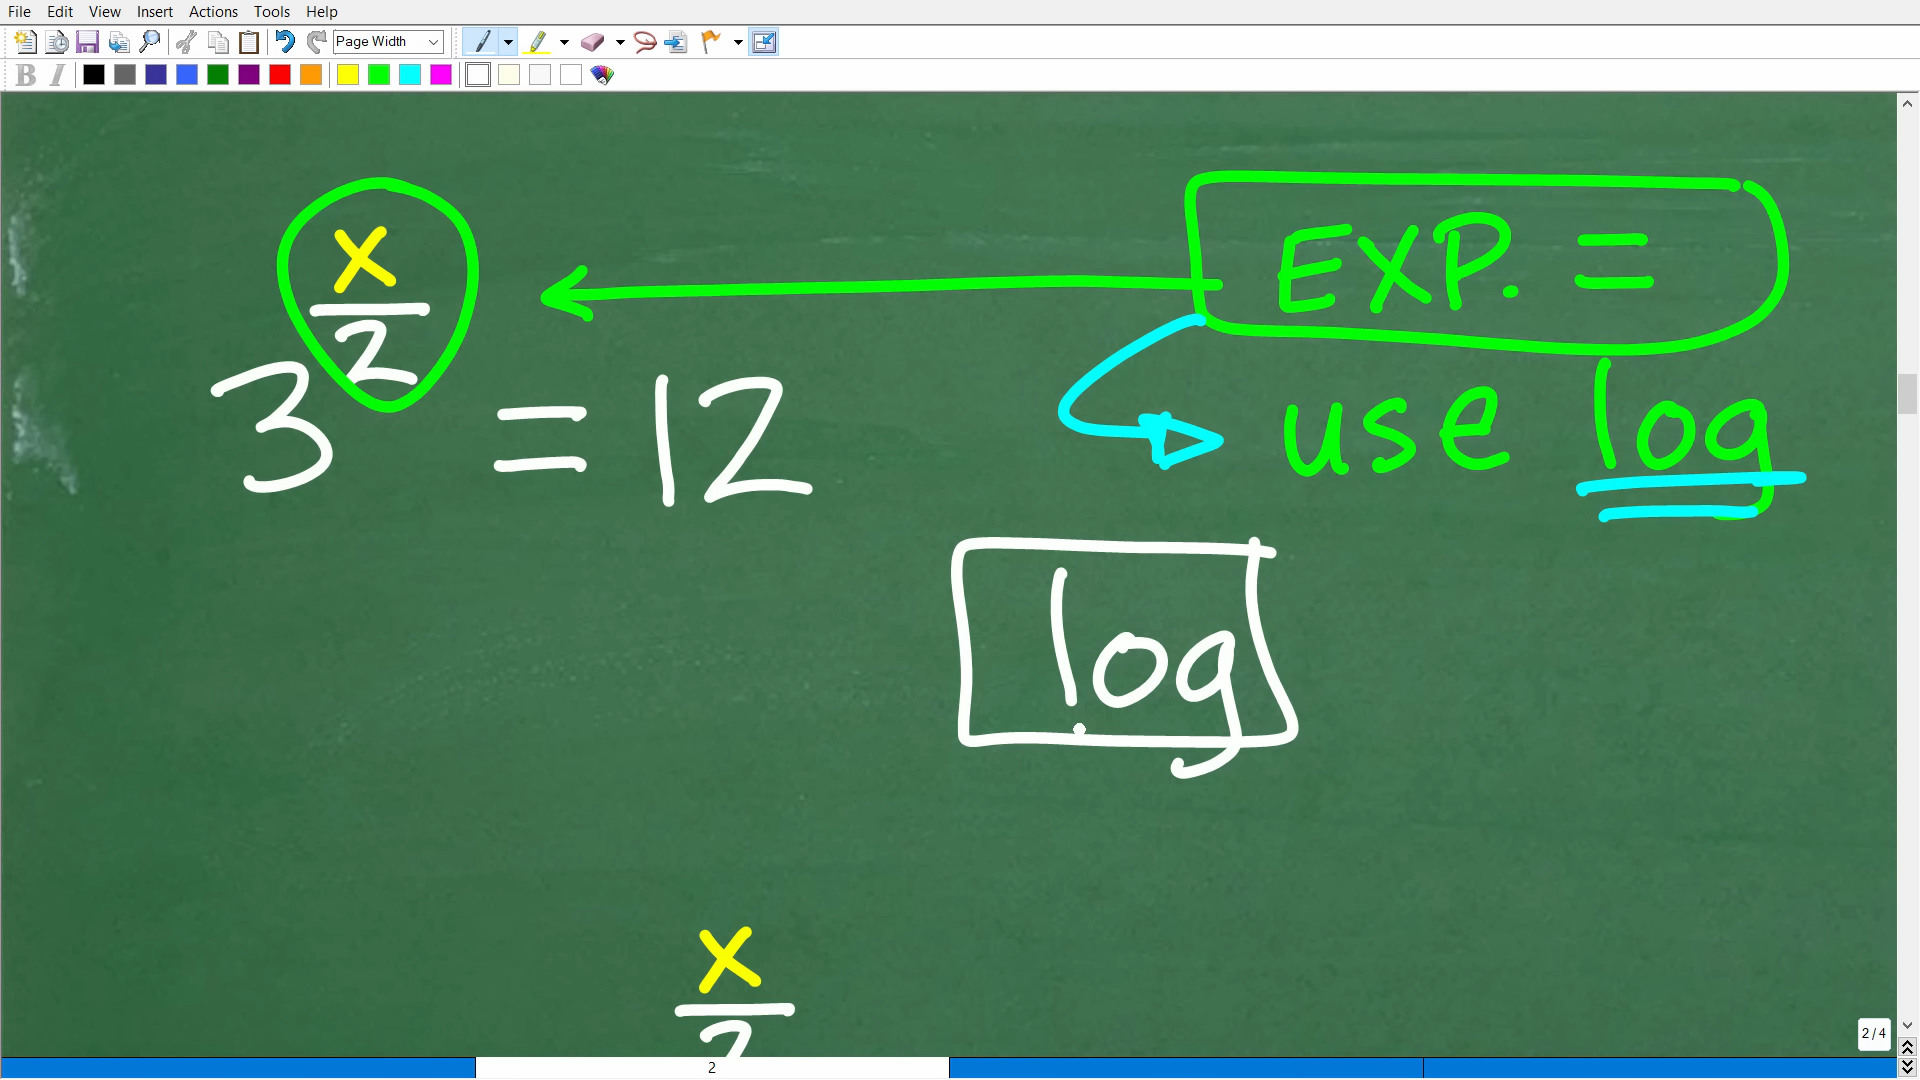 File Edit View Insert Actions Tools Help
Page Width
B I
x
2
3 = 12
EXP. =
use log
log
x
2
2 / 4
2